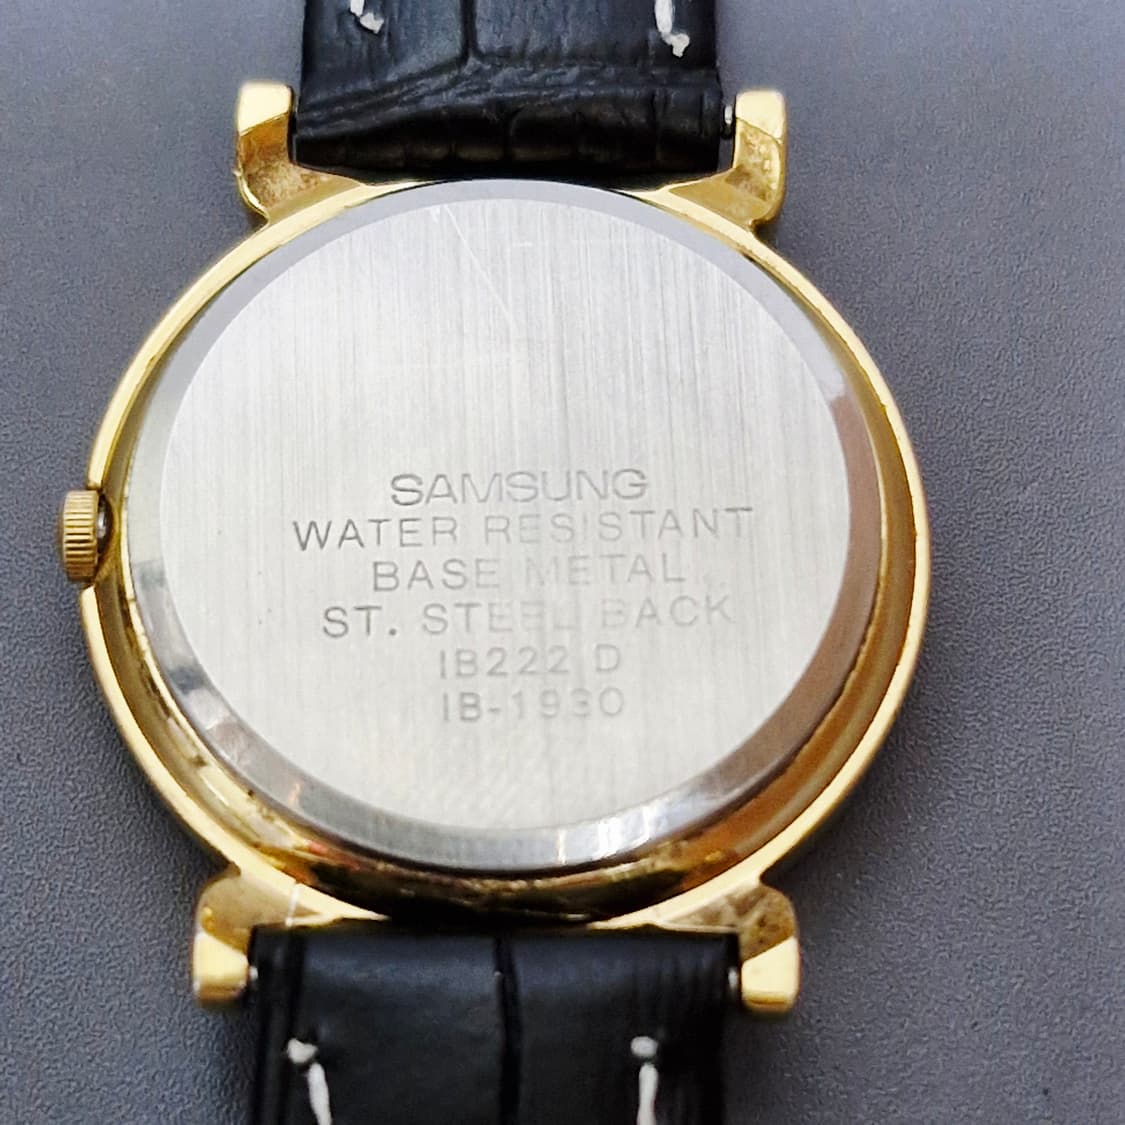 SAMSUNG
WATER RESISTANT
BASE METAL
ST. STEEL BACK
IB222 D
IB-1930